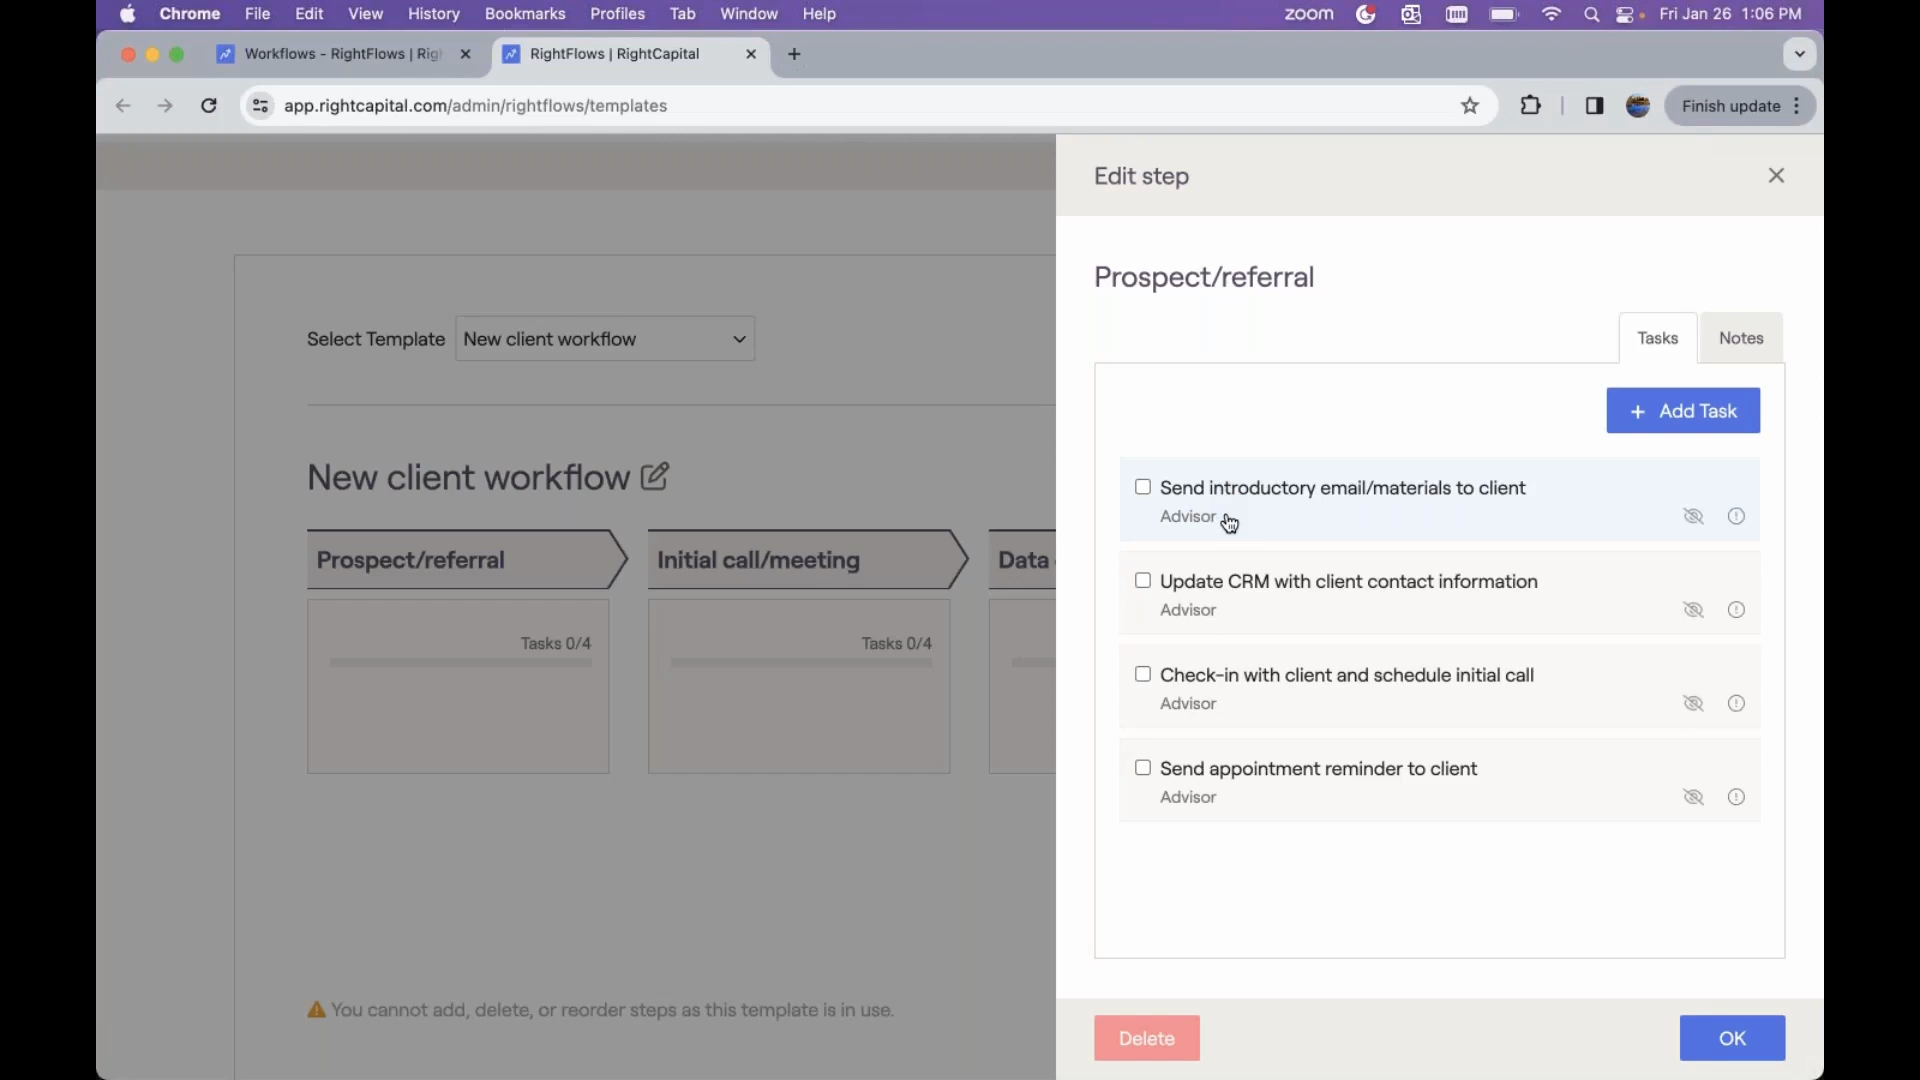 Chrome File Edit View History Bookmarks Profiles Tab Window Help zoom Fri Jan 26 1:06 PM
Workflows - RightFlows | Rig
RightFlows | RightCapital
app.rightcapital.com/admin/rightflows/templates
Finish update
Select Template New client workflow
New client workflow
Prospect/referral
Initial call/meeting
Data
Tasks 0/4
Tasks 0/4
You cannot add, delete, or reorder steps as this template is in use.
Edit step
Prospect/referral
Tasks Notes
+ Add Task
Send introductory email/materials to client
Advisor
Update CRM with client contact information
Advisor
Check-in with client and schedule initial call
Advisor
Send appointment reminder to client
Advisor
Delete OK